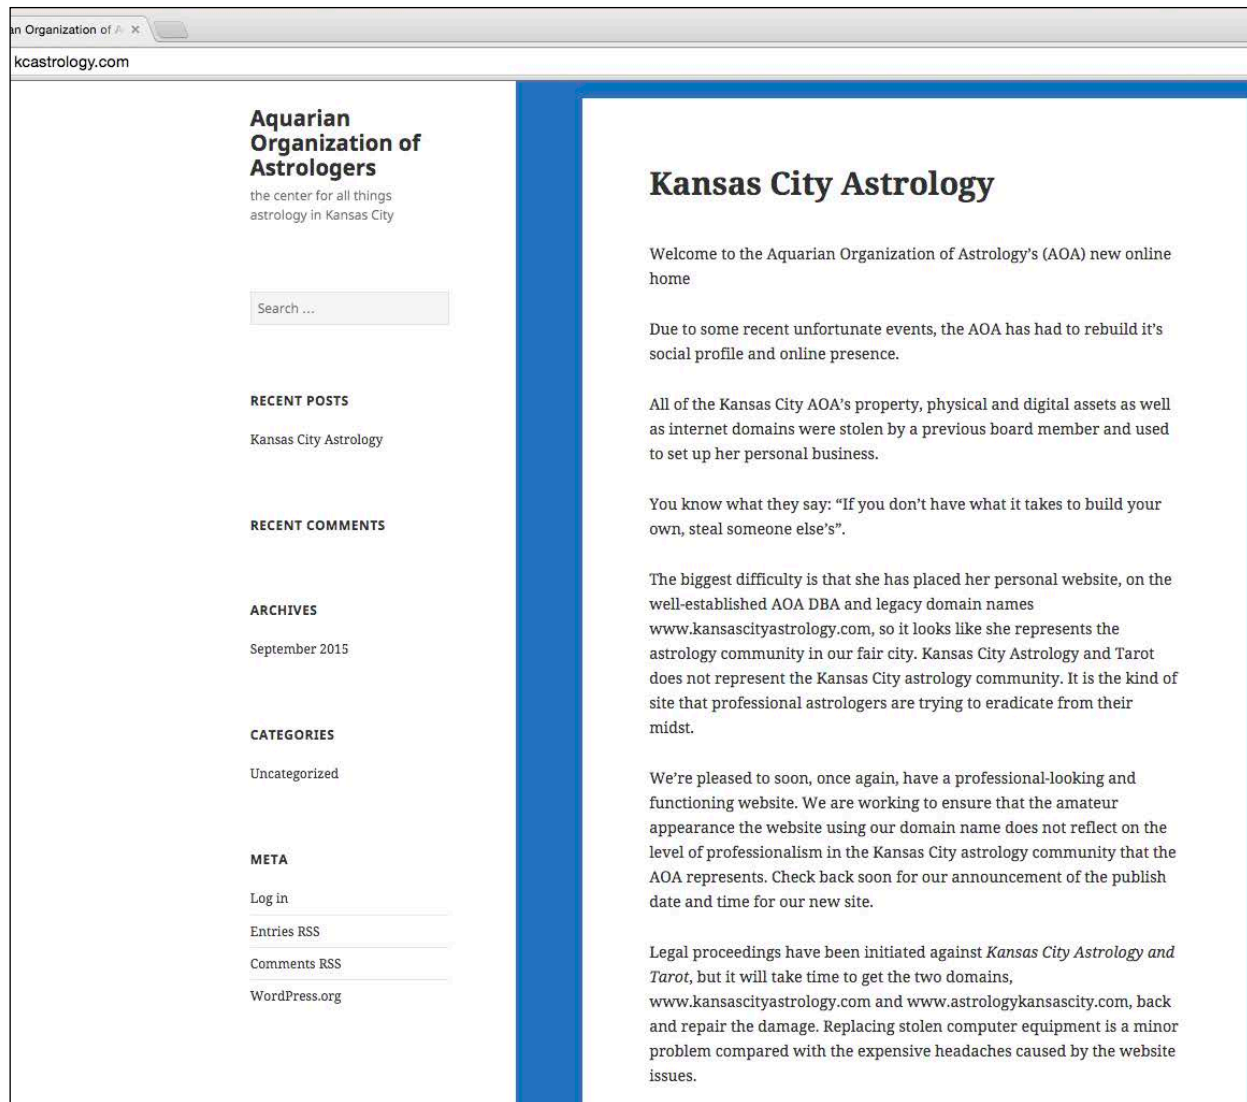 an Organization of A
kcastrology.com
Aquarian
Organization of
Astrologers
the center for all things
astrology in Kansas City
Search ...
RECENT POSTS
Kansas City Astrology
RECENT COMMENTS
ARCHIVES
September 2015
CATEGORIES
Uncategorized
META
Log in
Entries RSS
Comments RSS
WordPress.org
Kansas City Astrology
Welcome to the Aquarian Organization of Astrology's (AOA) new online
home
Due to some recent unfortunate events, the AOA has had to rebuild it's
social profile and online presence.
All of the Kansas City AOA's property, physical and digital assets as well
as internet domains were stolen by a previous board member and used
to set up her personal business.
You know what they say: “If you don't have what it takes to build your
own, steal someone else's”.
The biggest difficulty is that she has placed her personal website, on the
well-established AOA DBA and legacy domain names
www.kansascityastrology.com, so it looks like she represents the
astrology community in our fair city. Kansas City Astrology and Tarot
does not represent the Kansas City astrology community. It is the kind of
site that professional astrologers are trying to eradicate from their
midst.
We're pleased to soon, once again, have a professional-looking and
functioning website. We are working to ensure that the amateur
appearance the website using our domain name does not reflect on the
level of professionalism in the Kansas City astrology community that the
AOA represents. Check back soon for our announcement of the publish
date and time for our new site.
Legal proceedings have been initiated against Kansas City Astrology and
Tarot, but it will take time to get the two domains,
www.kansascityastrology.com and www.astrologykansascity.com, back
and repair the damage. Replacing stolen computer equipment is a minor
problem compared with the expensive headaches caused by the website
issues.